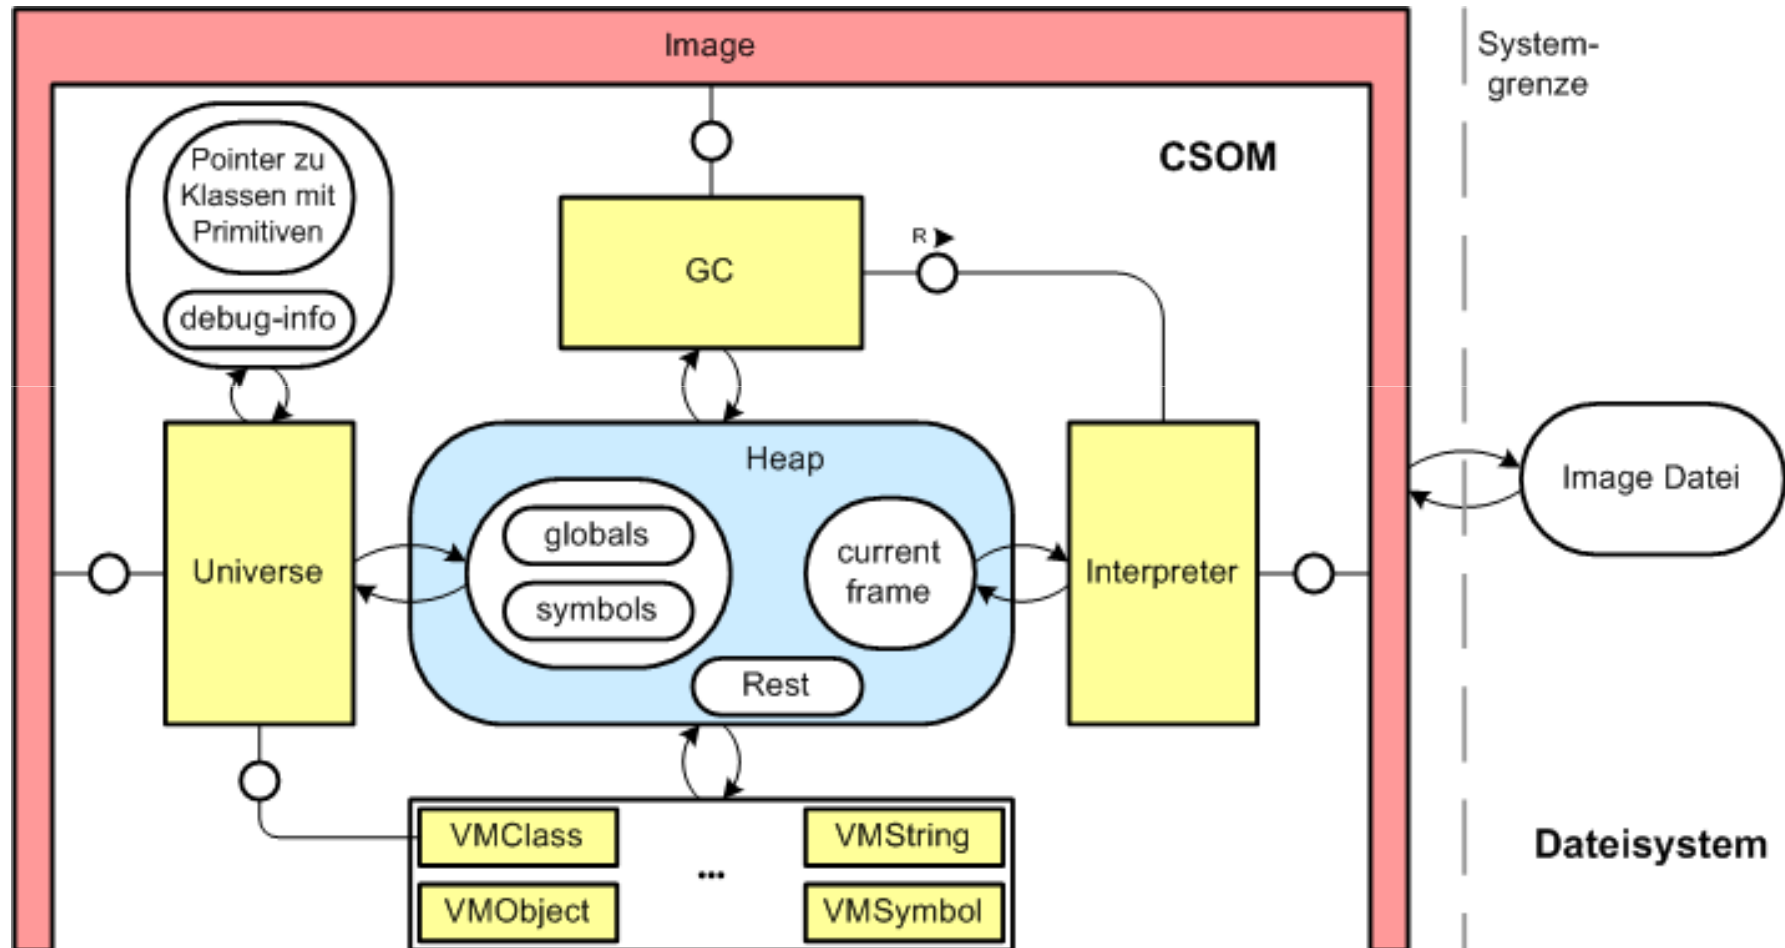 Image
System-
grenze
CSOM
Pointer zu
Klassen mit
Primitiven
debug-info
GC
R
Heap
globals
symbols
current
frame
Rest
Universe
Interpreter
Image Datei
VMClass
VMString
...
VMObject
VMSymbol
Dateisystem